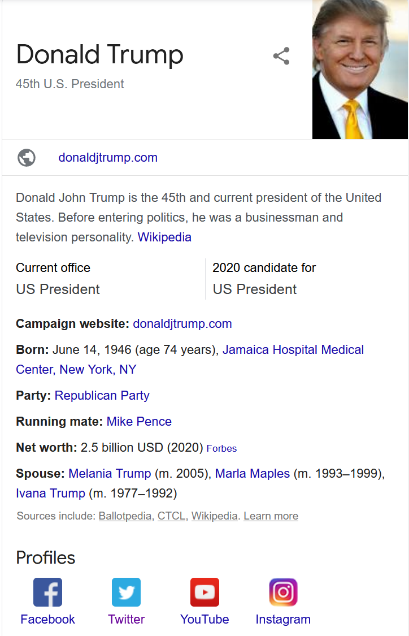 Donald Trump
45th U.S. President
donaldjtrump.com
Donald John Trump is the 45th and current president of the United
States. Before entering politics, he was a businessman and
television personality. Wikipedia
Current office
US President
2020 candidate for
US President
Campaign website: donaldjtrump.com
Born: June 14, 1946 (age 74 years), Jamaica Hospital Medical
Center, New York, NY
Party: Republican Party
Running mate: Mike Pence
Net worth: 2.5 billion USD (2020) Forbes
Spouse: Melania Trump (m. 2005), Marla Maples (m. 1993–1999),
Ivana Trump (m. 1977–1992)
Sources include: Ballotpedia, CTCL, Wikipedia. Learn more
Profiles
Facebook
Twitter
YouTube
Instagram